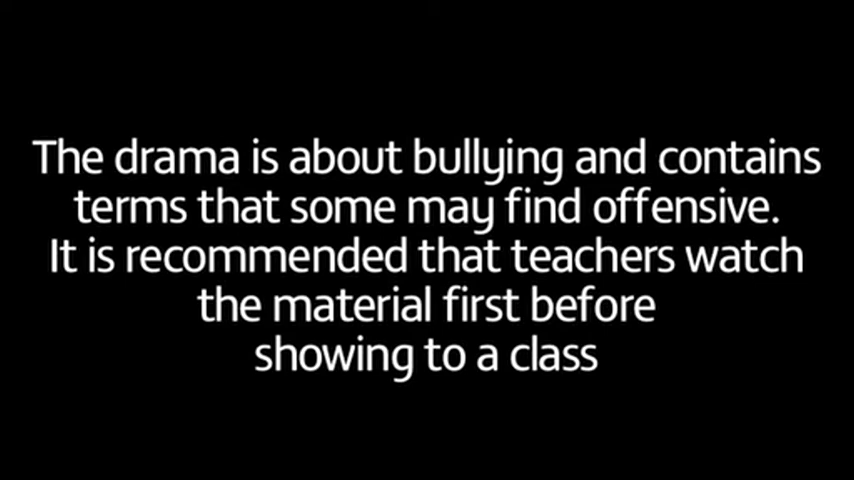 The drama is about bullying and contains
terms that some may find offensive.
It is recommended that teachers watch
the material first before
showing to a class